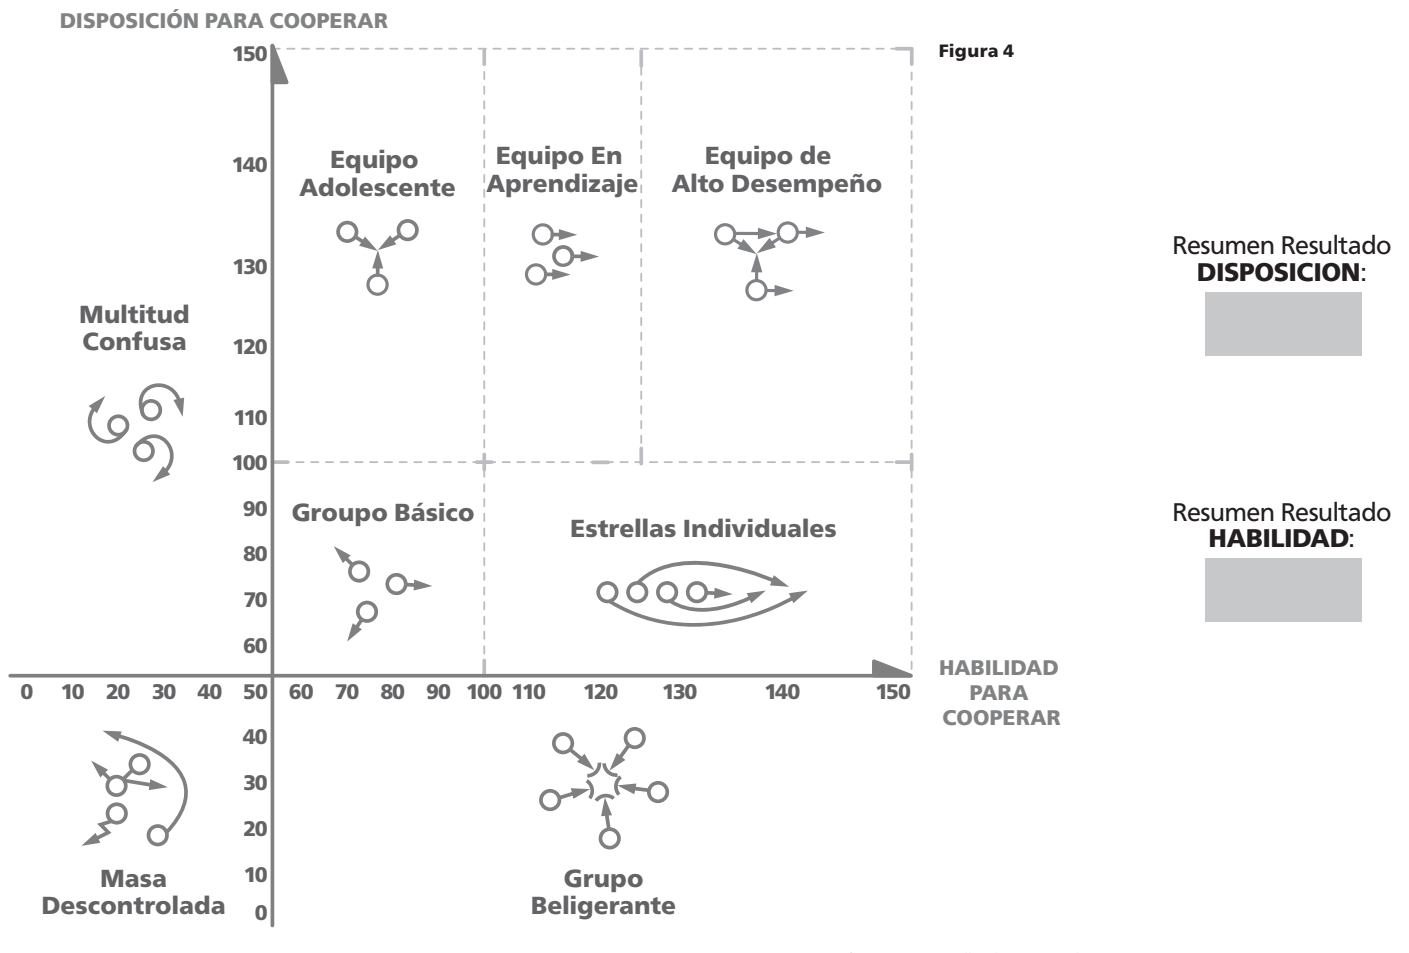 DISPOSICIÓN PARA COOPERAR
Figura 4
150
140
130
120
110
100
90
80
70
60
Equipo
Adolescente
Equipo En
Aprendizaje
Equipo de
Alto Desempeño
Multitud
Confusa
Groupo Básico
Estrellas Individuales
Resumen Resultado
DISPOSICION:
Resumen Resultado
HABILIDAD:
0 10 20 30 40 50 60 70 80 90 100 110 120 130 140 150
HABILIDAD
PARA
COOPERAR
40
30
20
10
0
Masa
Descontrolada
Grupo
Beligerante